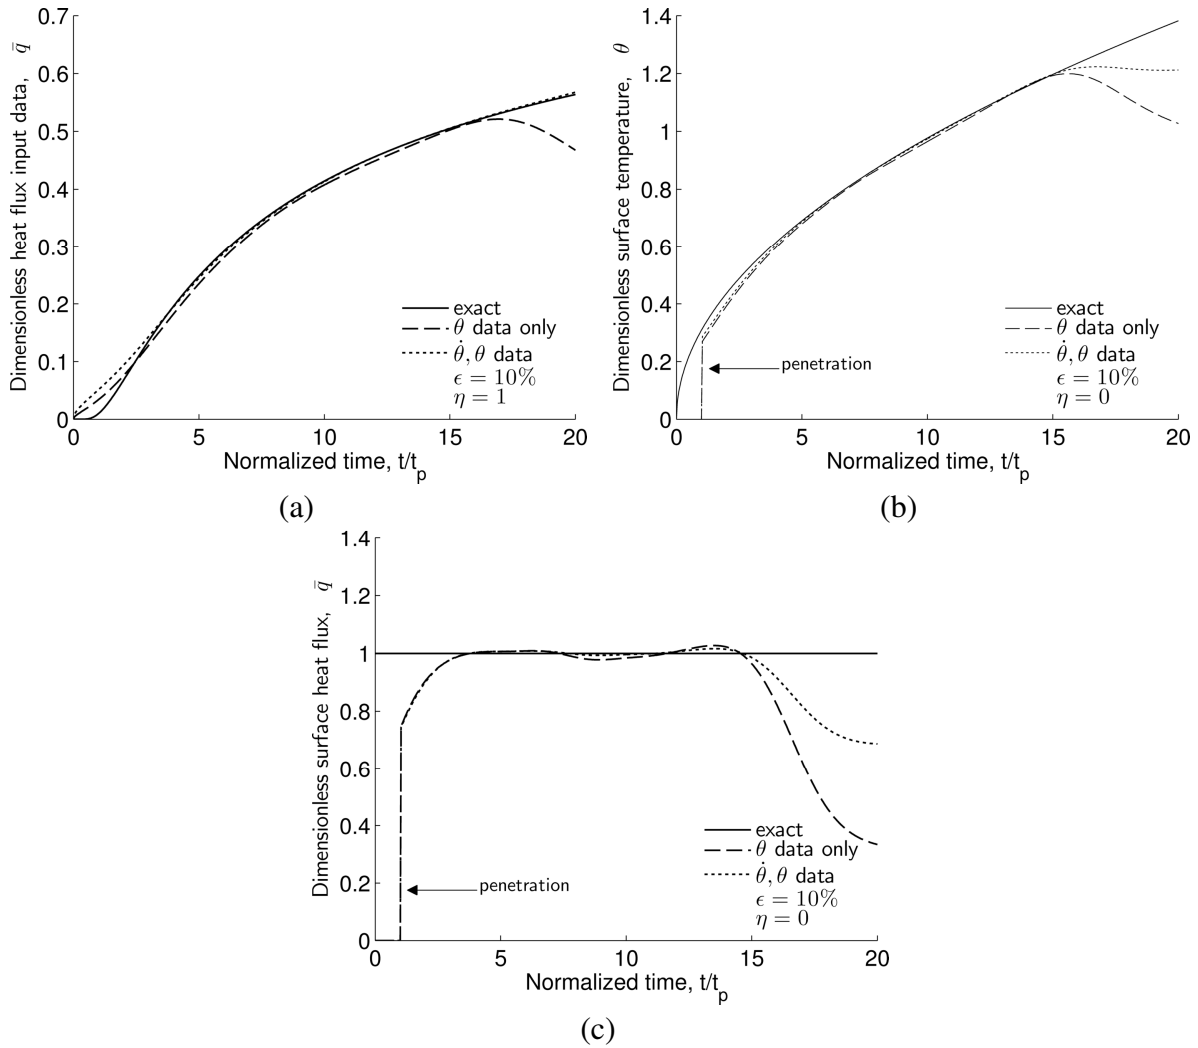 0.7
0.6
0.5
0.4
0.3
0.2
0.1
0
Dimensionless heat flux input data, q̄
0 5 10 15 20
Normalized time, t/tₚ
exact
θ data only
θ̇, θ data
ϵ = 10%
η = 1
(a)
1.4
1.2
1
0.8
0.6
0.4
0.2
0
Dimensionless surface temperature, θ
0 5 10 15 20
Normalized time, t/tₚ
penetration
exact
θ data only
θ̇, θ data
ϵ = 10%
η = 0
(b)
1.4
1.2
1
0.8
0.6
0.4
0.2
0
Dimensionless surface heat flux, q̄
0 5 10 15 20
Normalized time, t/tₚ
penetration
exact
θ data only
θ̇, θ data
ϵ = 10%
η = 0
(c)